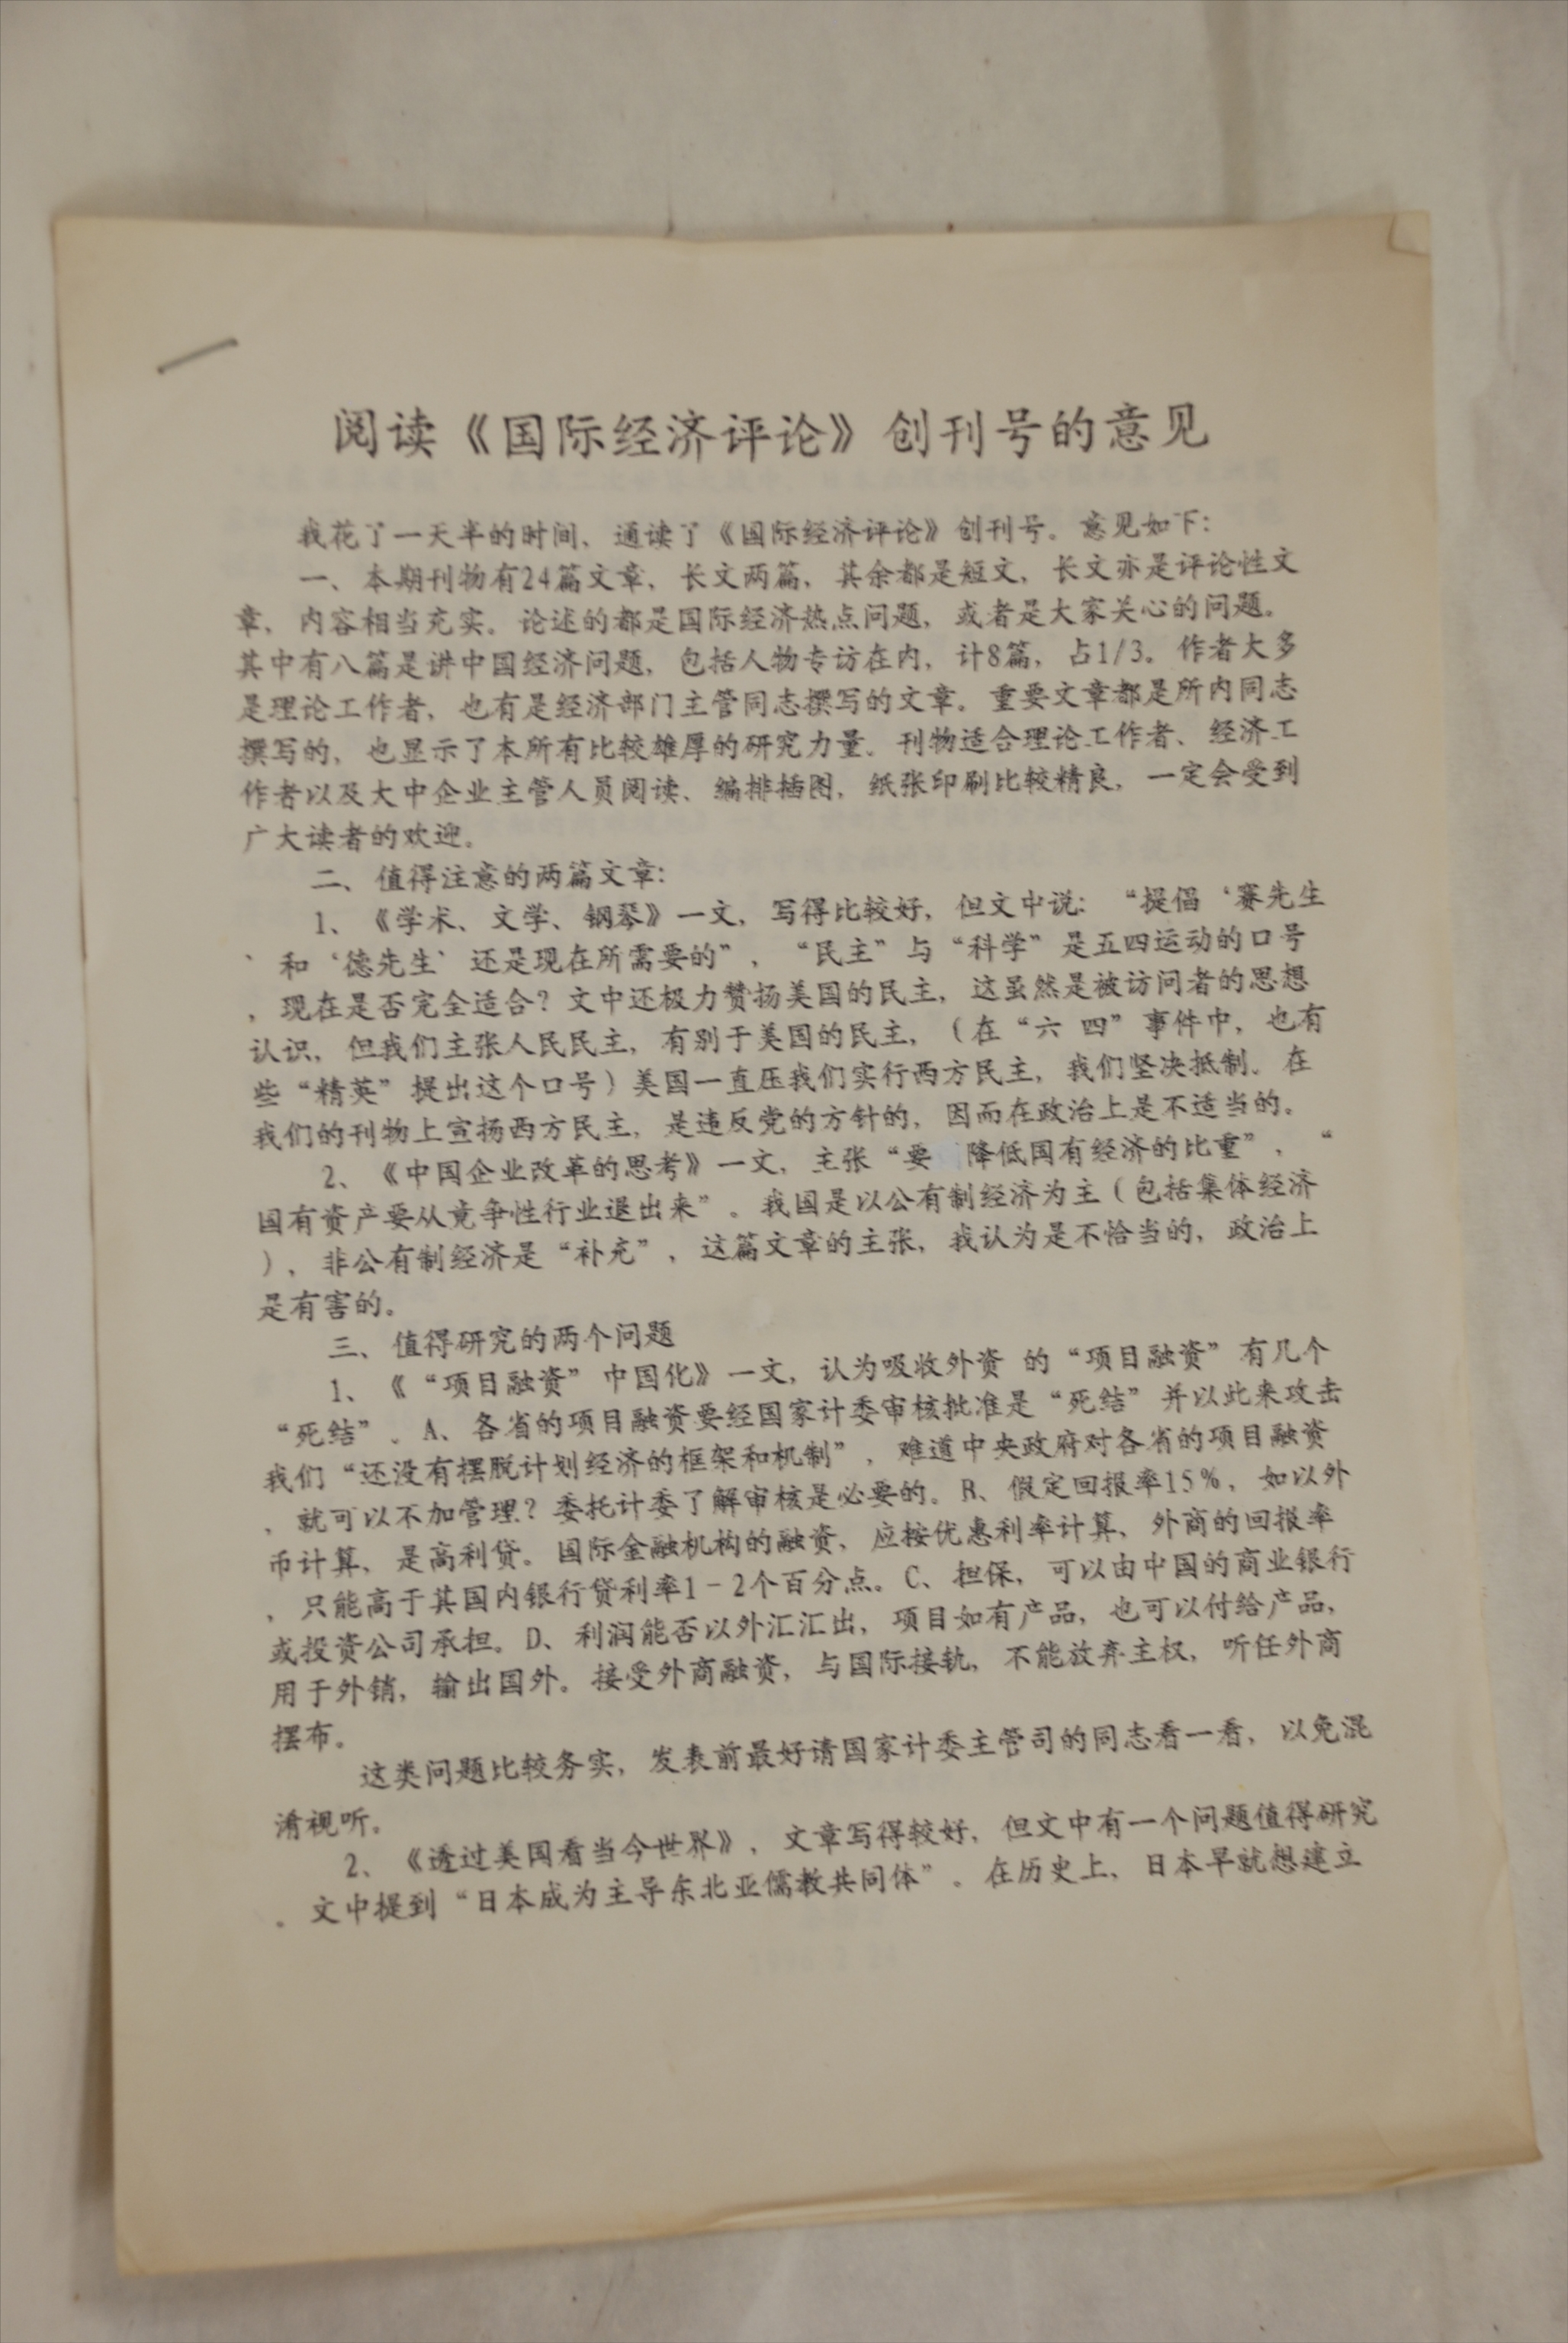 阅读《国际经济评论》创刊号的意见
我花了一天半的时间、通读了《国际经济评论》创刊号。意见如下：
一、本期刊物有24篇文章，长文两篇，其余都是短文，长文亦是评论性文
章，内容相当充实。论述的都是国际经济热点问题，或者是大家关心的问题。
其中有八篇是讲中国经济问题，包括人物专访在内，计8篇，占1/3。作者大多
是理论工作者，也有是经济部门主管同志撰写的文章。重要文章都是所内同志
撰写的，也显示了本所有比较雄厚的研究力量、刊物适合理论工作者、经济工
作者以及大中企业主管人员阅读、编排插图，纸张印刷比较精良，一定会受到
广大读者的欢迎。
二、值得注意的两篇文章：
1、《学术、文学、钢琴》一文，写得比较好，但文中说：“提倡‘赛先生
’和‘德先生’还是现在所需要的”，“民主”与“科学”是五四运动的口号
，现在是否完全适合？文中还极力赞扬美国的民主，这虽然是被访问者的思想
认识，但我们主张人民民主，有别于美国的民主，（在“六 四”事件中，也有
些“精英”提出这个口号）美国一直压我们实行西方民主，我们坚决抵制、在
我们的刊物上宣扬西方民主，是违反党的方针的，因而在政治上是不适当的。
2、《中国企业改革的思考》一文，主张“要 降低国有经济的比重”，“
国有资产要从竟争性行业退出来”。我国是以公有制经济为主（包括集体经济
），非公有制经济是“补充”，这篇文章的主张，我认为是不恰当的，政治上
是有害的。
三、值得研究的两个问题
1、《“项目融资”中国化》一文，认为吸收外资 的“项目融资”有几个
“死结”、A、各省的项目融资要经国家计委审核批准是“死结”并以此来攻击
我们“还没有摆脱计划经济的框架和机制”，难道中央政府对各省的项目融资
，就可以不加管理？委托计委了解审核是必要的。B、假定回报率15%，如以外
币计算，是高利贷。国际金融机构的融资，应按优惠利率计算，外商的回报率
，只能高于其国内银行贷利率1－2个百分点。C、担保，可以由中国的商业银行
或投资公司承担。D、利润能否以外汇汇出，项目如有产品，也可以付给产品，
用于外销，输出国外。接受外商融资，与国际接轨，不能放弃主权，听任外商
摆布。
这类问题比较务实，发表前最好请国家计委主管司的同志看一看，以免混
淆视听。
2、《透过美国看当今世界》，文章写得较好，但文中有一个问题值得研究
。文中提到“日本成为主导东北亚儒教共同体”。在历史上，日本早就想建立